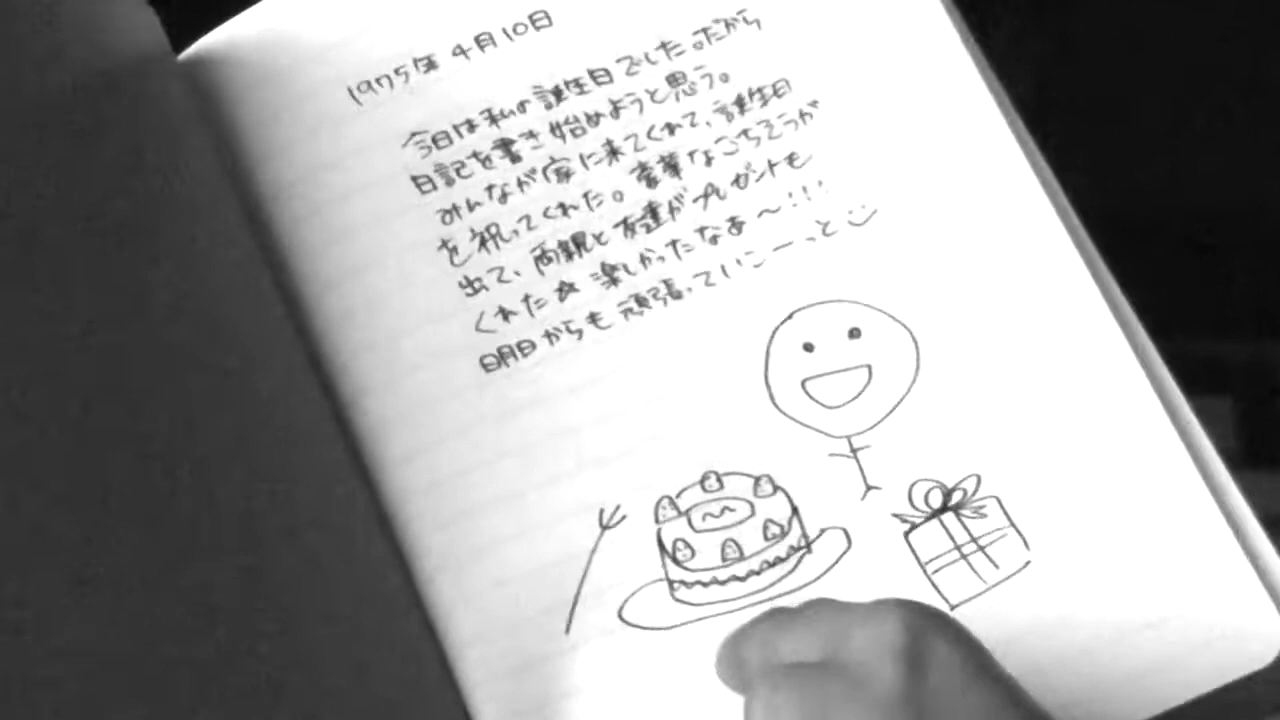 1975年 4月10日
今日は私の誕生日でした。だから
日記を書き始めようと思う。
みんなが家に来てくれて、誕生日
を祝ってくれた。豪華なごちそうが
出て、両親と友達がプレゼントも
くれた☆ 楽しかったなぁ〜!!!
明日からも頑張っていこーっと